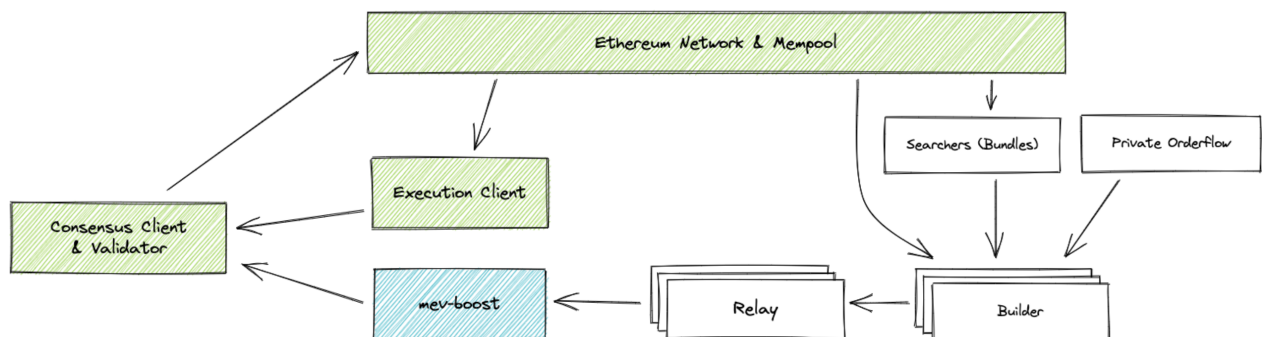 Ethereum Network & Mempool
Searchers (Bundles)
Private Orderflow
Execution Client
Consensus Client
& Validator
mev-boost
Relay
Builder